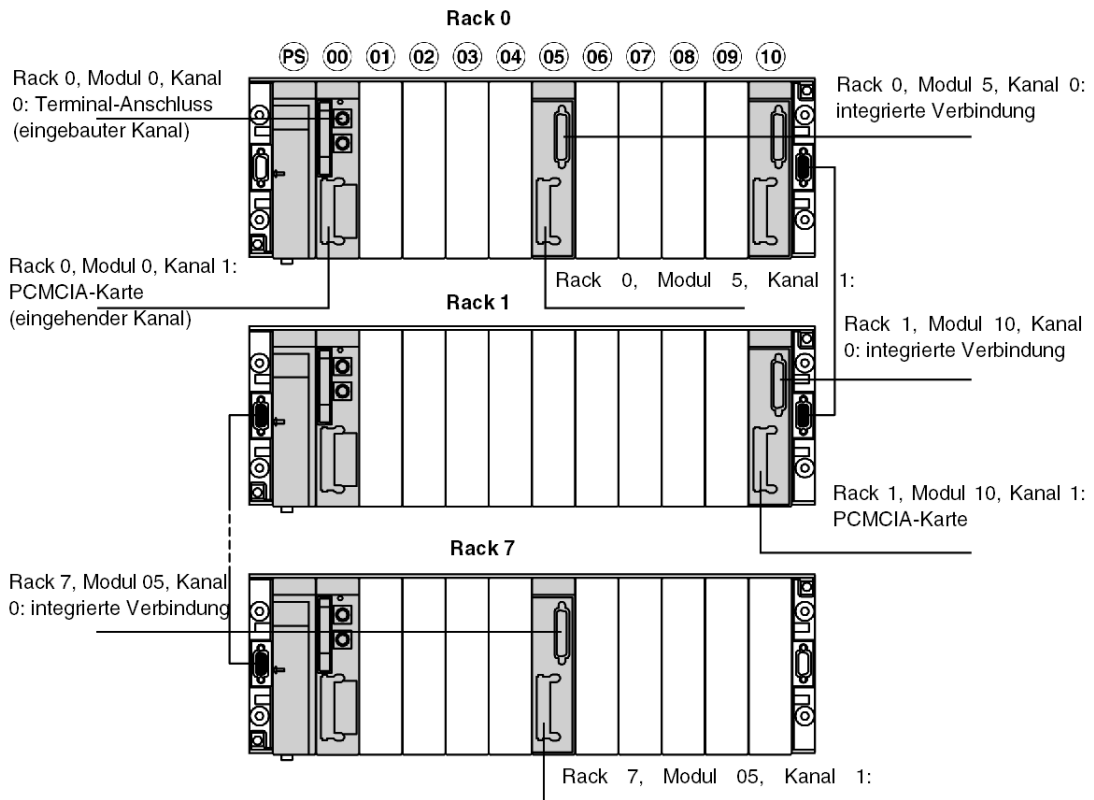 Rack 0
PS 00 01 02 03 04 05 06 07 08 09 10
Rack 0, Modul 0, Kanal
0: Terminal-Anschluss
(eingebauter Kanal)
Rack 0, Modul 5, Kanal 0:
integrierte Verbindung
Rack 0, Modul 0, Kanal 1:
PCMCIA-Karte
(eingehender Kanal)
Rack 0, Modul 5, Kanal 1:
Rack 1
Rack 1, Modul 10, Kanal
0: integrierte Verbindung
Rack 1, Modul 10, Kanal 1:
PCMCIA-Karte
Rack 7
Rack 7, Modul 05, Kanal
0: integrierte Verbindung
Rack 7, Modul 05, Kanal 1: